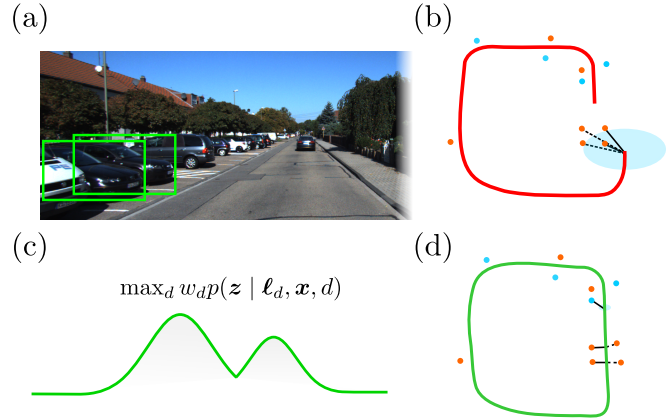 (a)
(b)
(c)
max_d w_d p(z | ℓ_d, x, d)
(d)